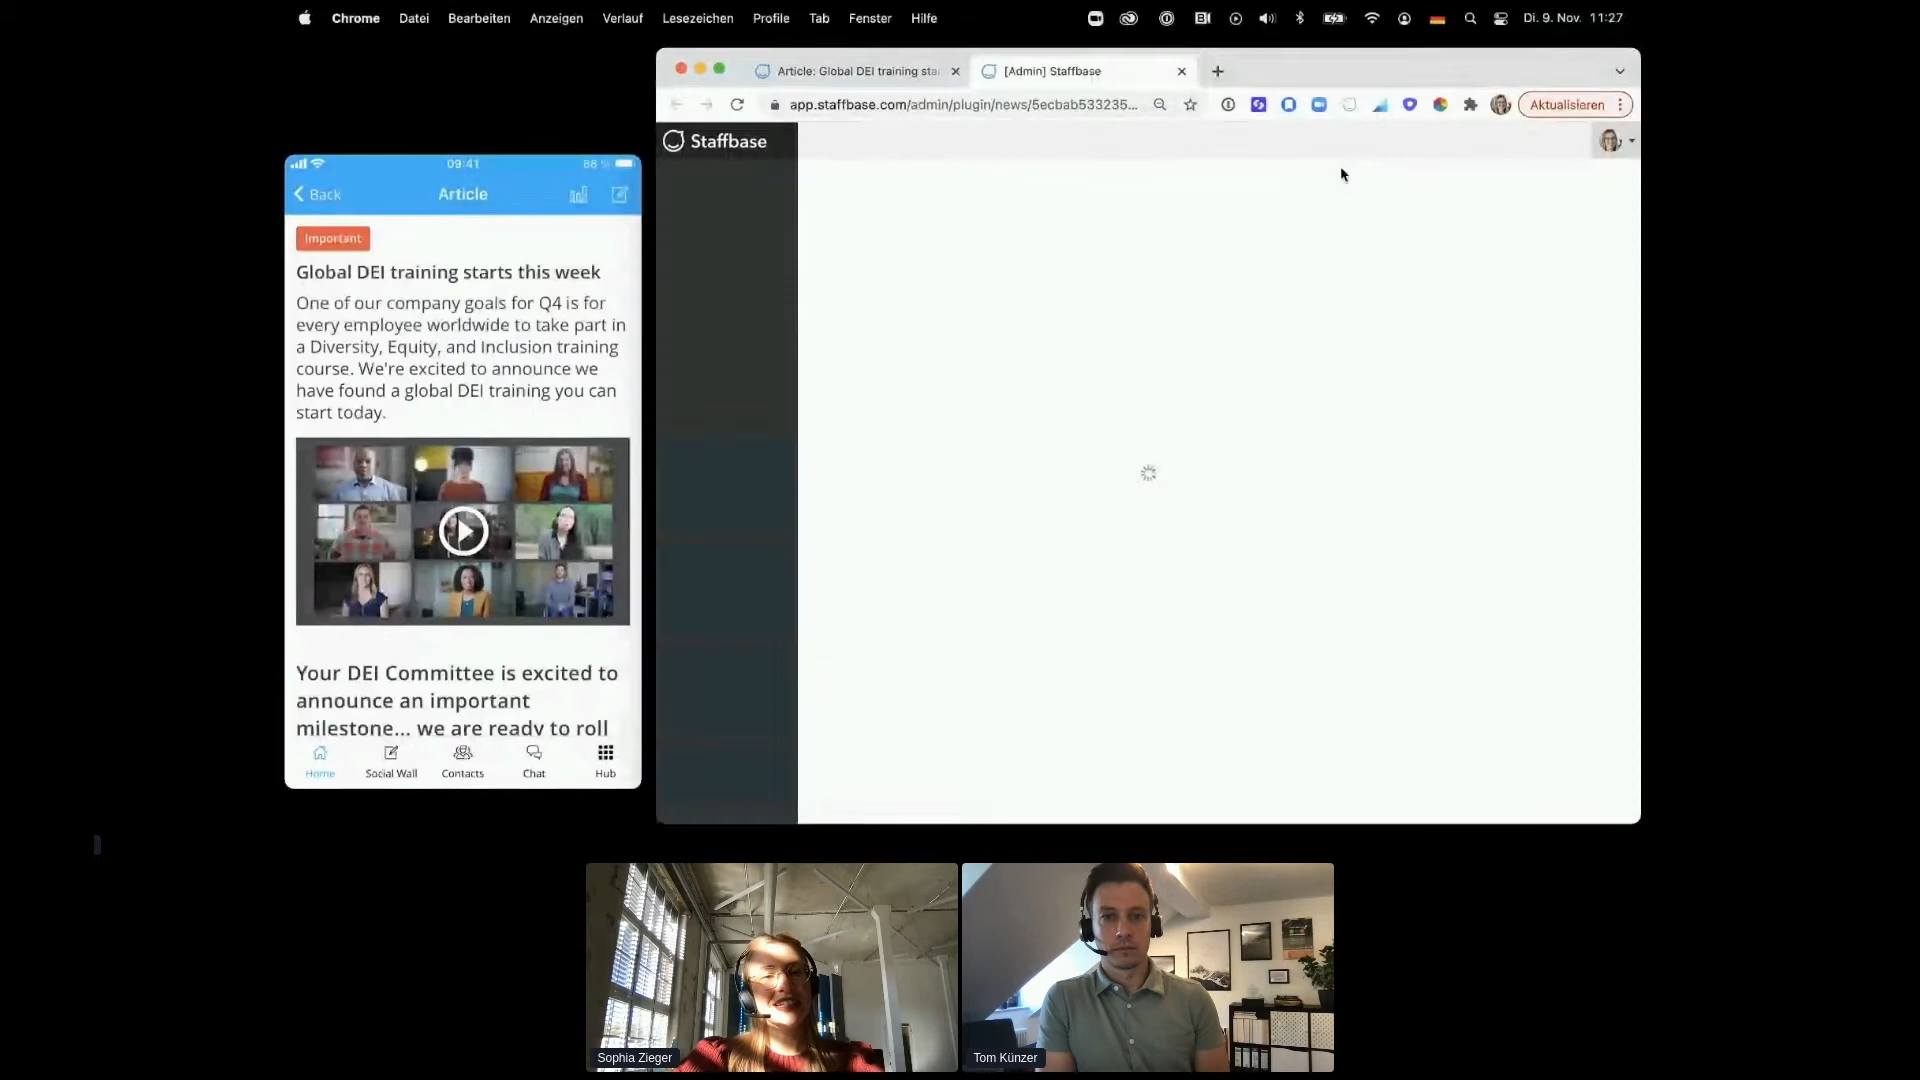 Chrome Datei Bearbeiten Anzeigen Verlauf Lesezeichen Profile Tab Fenster Hilfe Di. 9. Nov. 11:27
Article: Global DEI training sta
[Admin] Staffbase
app.staffbase.com/admin/plugin/news/5ecbab533235...
Aktualisieren
Staffbase
09:41
88 %
Back
Article
Important
Global DEI training starts this week
One of our company goals for Q4 is for
every employee worldwide to take part in
a Diversity, Equity, and Inclusion training
course. We're excited to announce we
have found a global DEI training you can
start today.
Your DEI Committee is excited to
announce an important
milestone... we are ready to roll
Home Social Wall Contacts Chat Hub
Sophia Zieger
Tom Künzer